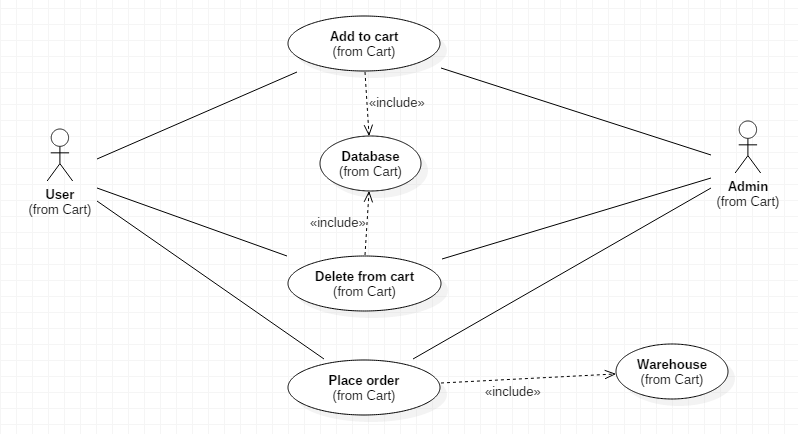 Add to cart
(from Cart)
«include»
Database
(from Cart)
User
(from Cart)
Admin
(from Cart)
«include»
Delete from cart
(from Cart)
Place order
(from Cart)
«include»
Warehouse
(from Cart)